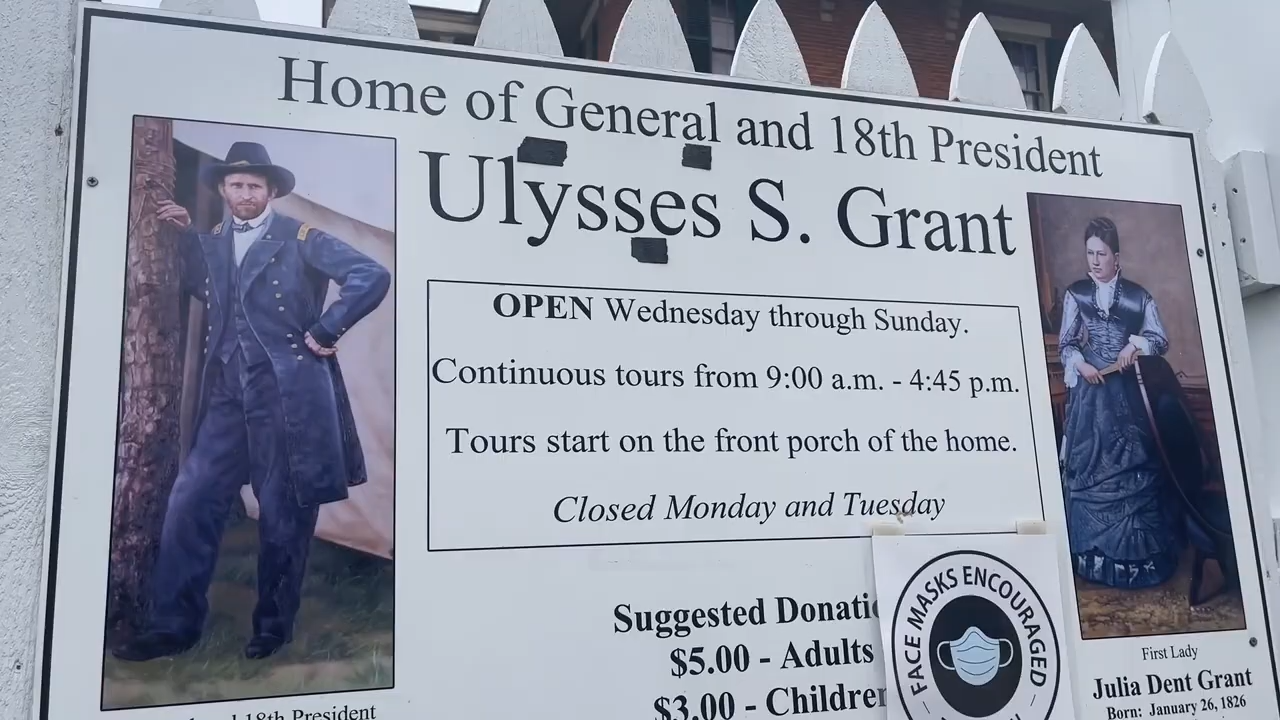 Home of General and 18th President
Ulysses S. Grant
OPEN Wednesday through Sunday.
Continuous tours from 9:00 a.m. - 4:45 p.m.
Tours start on the front porch of the home.
Closed Monday and Tuesday
Suggested Donatio
$5.00 - Adults
$3.00 - Children
FACE MASKS ENCOURAGED
18th President
First Lady
Julia Dent Grant
Born: January 26, 1826